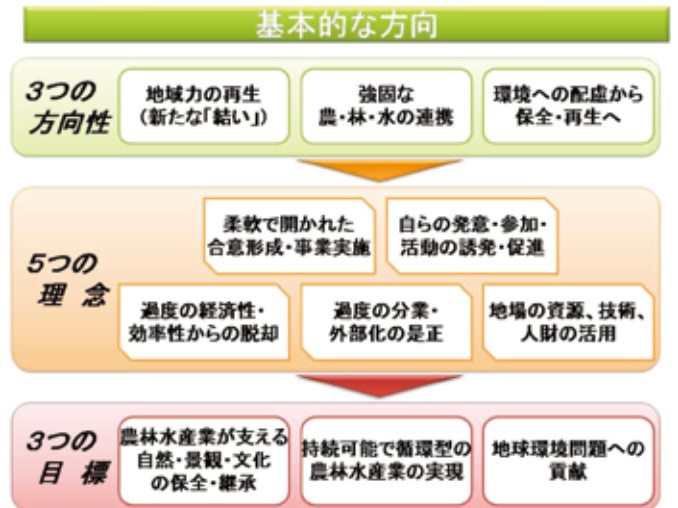 基本的な方向
3つの
方向性
地域力の再生
(新たな「結い」)
強固な
農・林・水の連携
環境への配慮から
保全・再生へ
5つの
理 念
柔軟で開かれた
合意形成・事業実施
自らの発意・参加・
活動の誘発・促進
過度の経済性・
効率性からの脱却
過度の分業・
外部化の是正
地場の資源、技術、
人財の活用
3つの
目 標
農林水産業が支える
自然・景観・文化
の保全・継承
持続可能で循環型の
農林水産業の実現
地球環境問題への
貢献